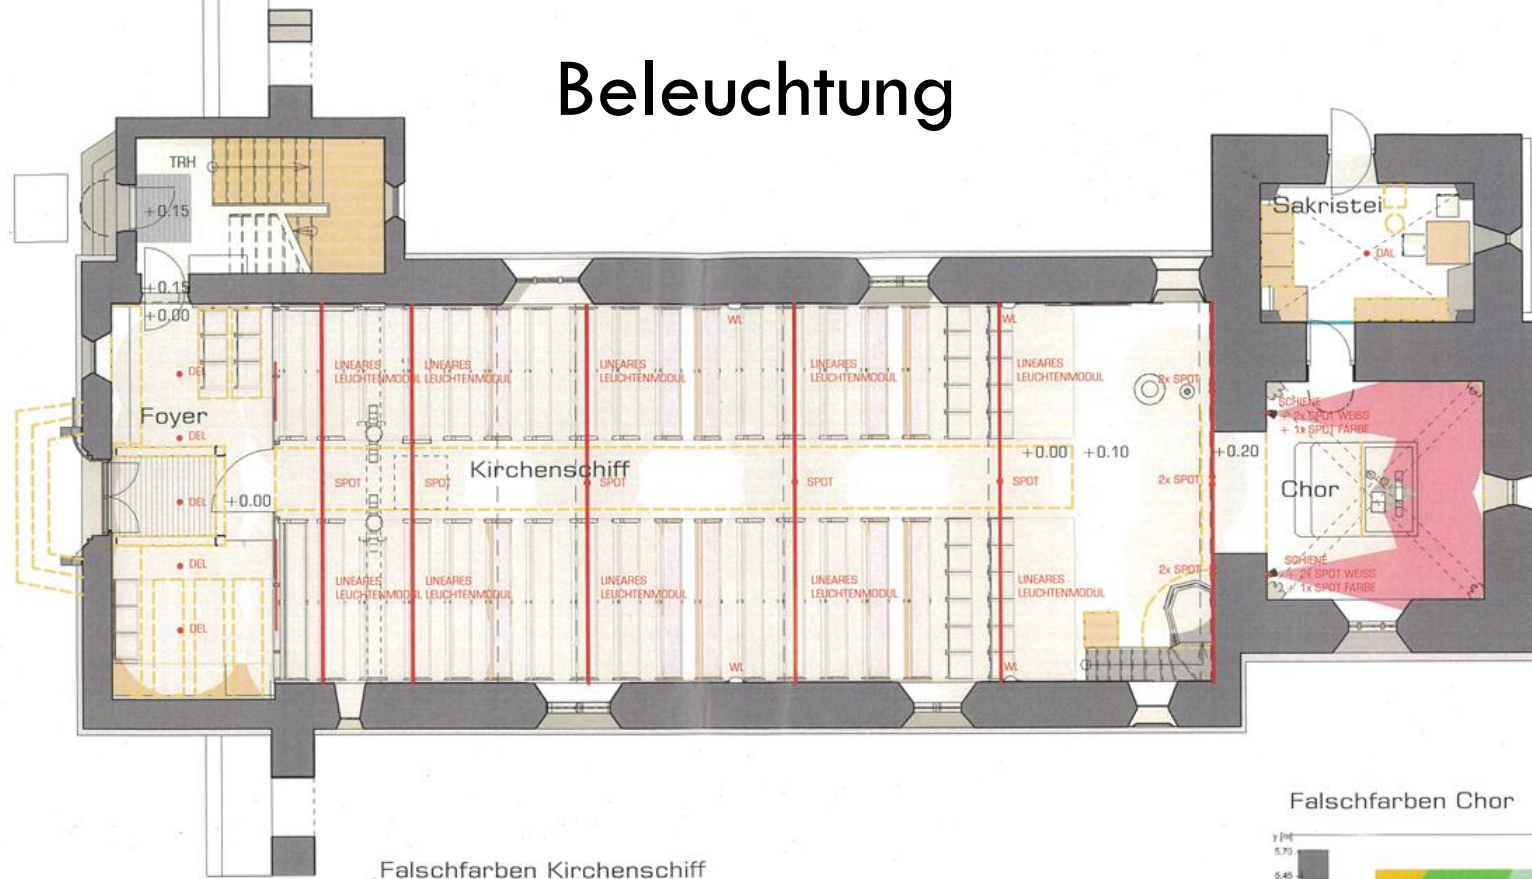 Beleuchtung
TRH
+0.15
Sakristei
DAL
+0.15
+0.00
WL
WL
DEL
LINEARES
LEUCHTENMODUL
LINEARES
LEUCHTENMODUL
LINEARES
LEUCHTENMODUL
LINEARES
LEUCHTENMODUL
LINEARES
LEUCHTENMODUL
2x SPOT
SCHIENE
+ 2x SPOT WEISS
+ 1x SPOT FARBE
Foyer
DEL
+0.00
+0.10
+0.20
Kirchenschiff
SPOT
SPOT
SPOT
SPOT
SPOT
2x SPOT
Chor
DEL
+0.00
DEL
2x SPOT
SCHIENE
+ 2x SPOT WEISS
+ 1x SPOT FARBE
LINEARES
LEUCHTENMODUL
LINEARES
LEUCHTENMODUL
LINEARES
LEUCHTENMODUL
LINEARES
LEUCHTENMODUL
LINEARES
LEUCHTENMODUL
DEL
WL
WL
Falschfarben Chor
y [m]
5.70
5.45
Falschfarben Kirchenschiff